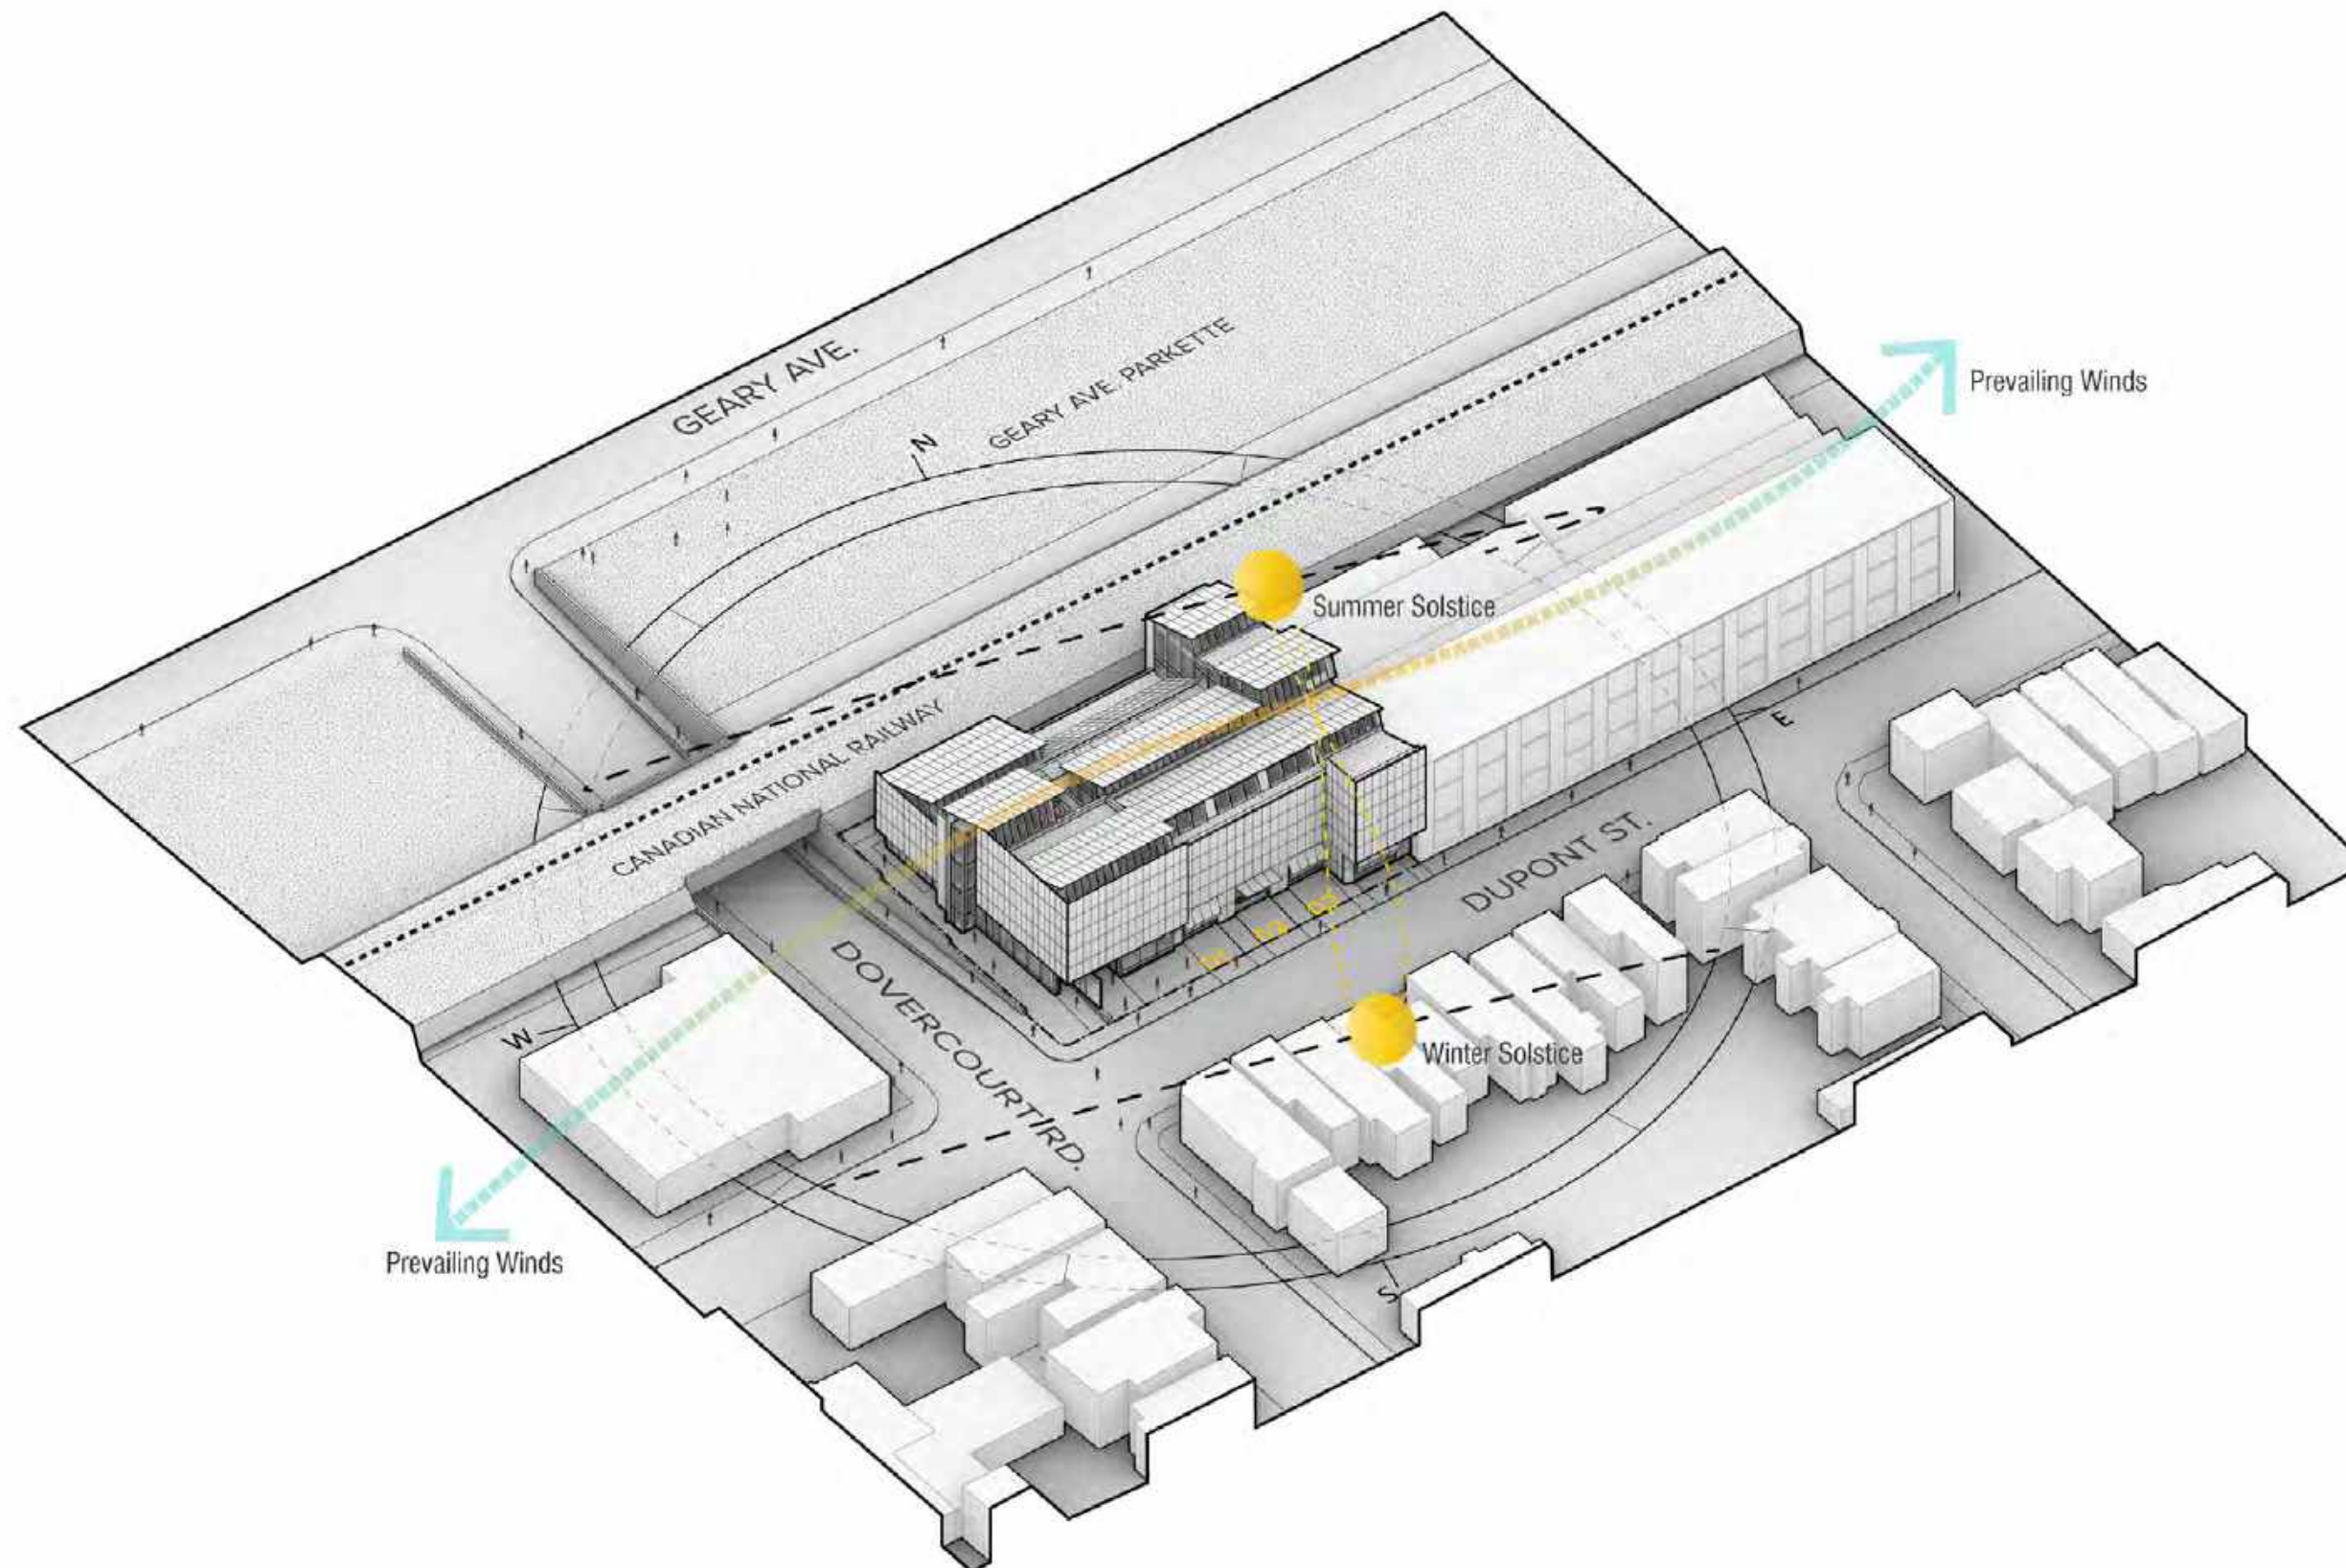 GEARY AVE.
GEARY AVE. PARKETTE
N
Prevailing Winds
Summer Solstice
CANADIAN NATIONAL RAILWAY
E
DUPONT ST.
DOVERCOURT RD.
W
Winter Solstice
Prevailing Winds
S